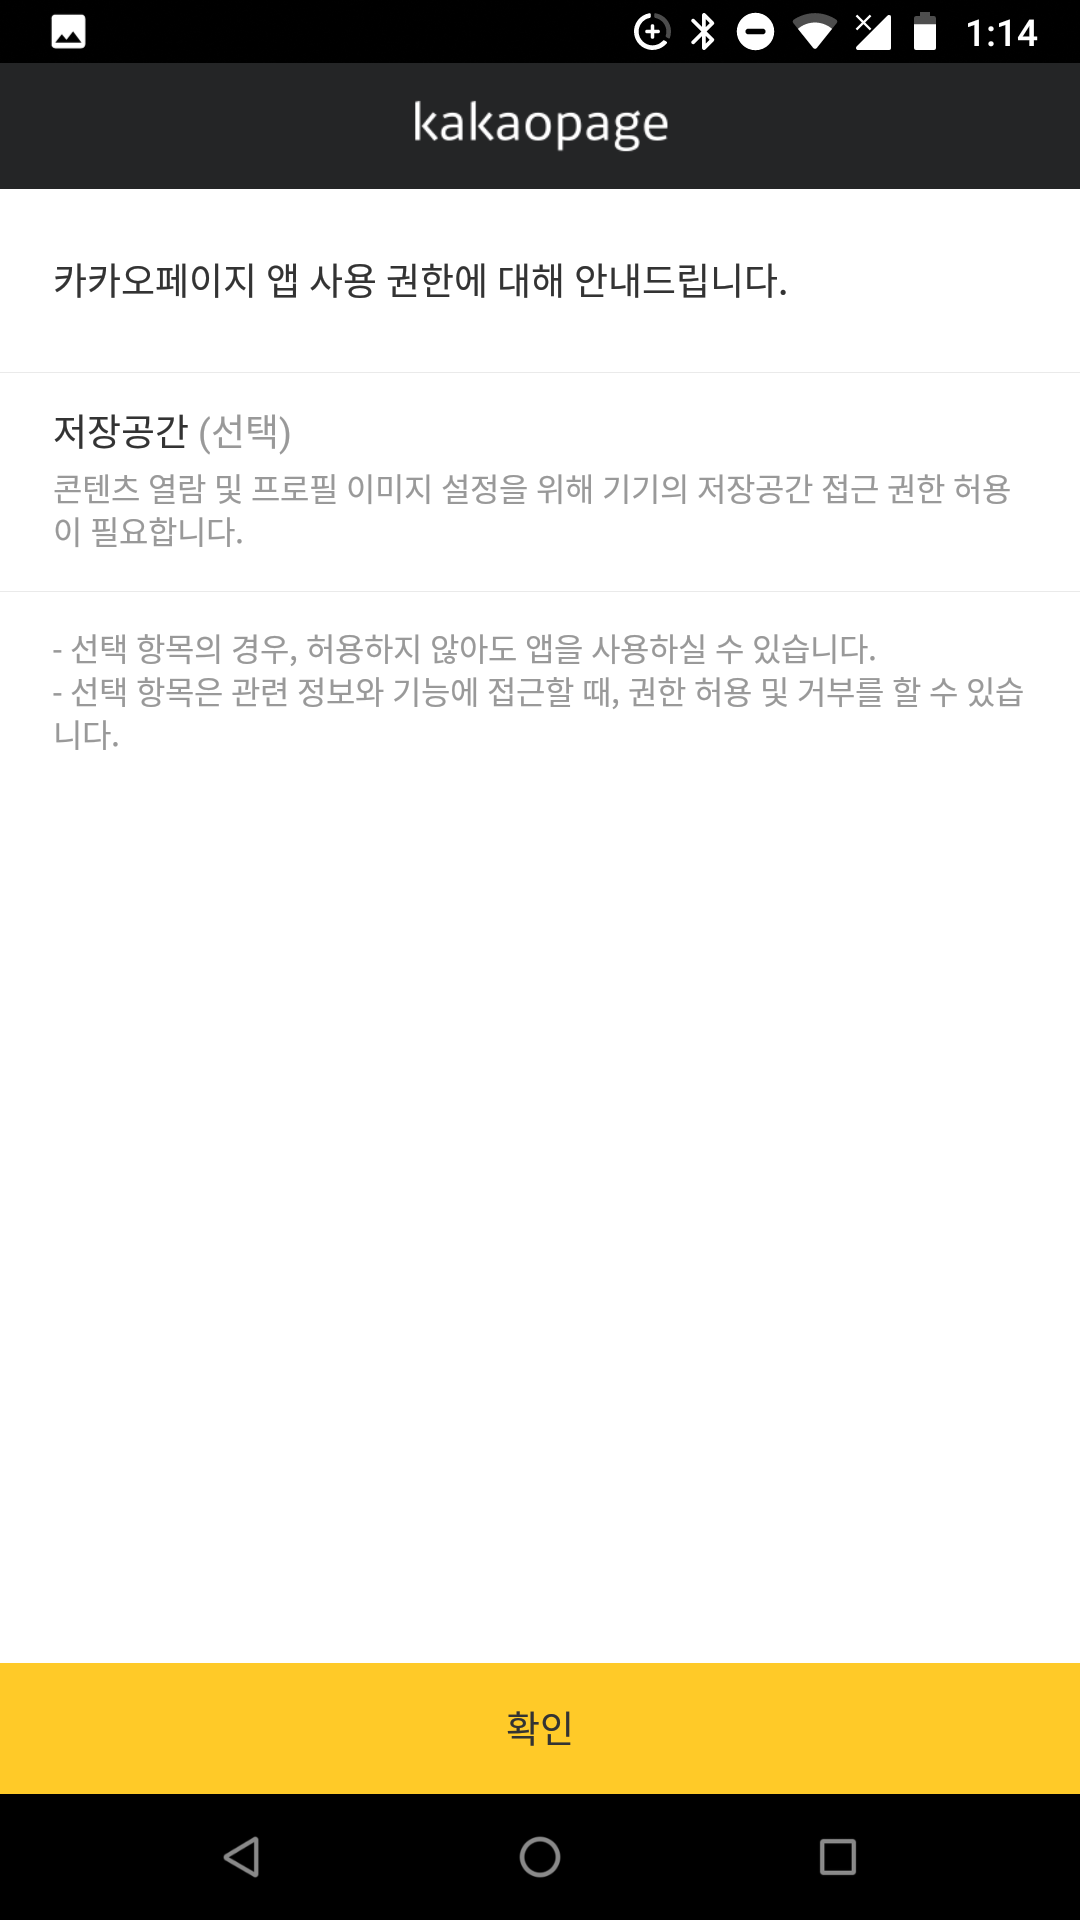 1:14
kakaopage
카카오페이지 앱 사용 권한에 대해 안내드립니다.
저장공간 (선택)
콘텐츠 열람 및 프로필 이미지 설정을 위해 기기의 저장공간 접근 권한 허용
이 필요합니다.
- 선택 항목의 경우, 허용하지 않아도 앱을 사용하실 수 있습니다.
- 선택 항목은 관련 정보와 기능에 접근할 때, 권한 허용 및 거부를 할 수 있습
니다.
확인